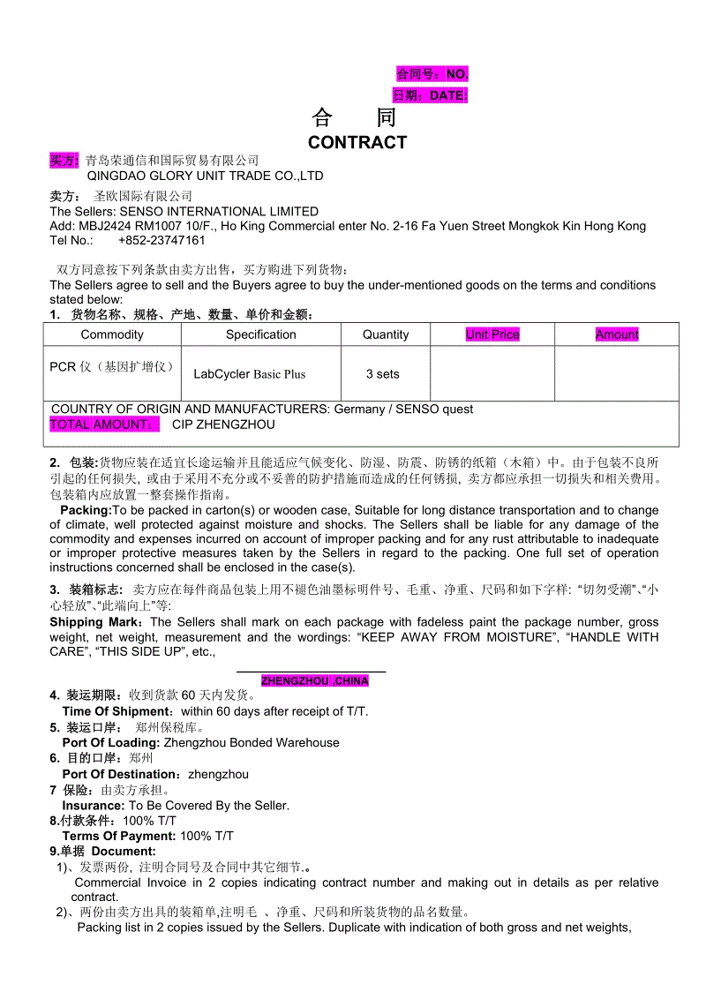 合同号：NO.
日期：DATE:
合 同
CONTRACT
买方: 青岛荣通信和国际贸易有限公司
QINGDAO GLORY UNIT TRADE CO.,LTD
卖方： 圣欧国际有限公司
The Sellers: SENSO INTERNATIONAL LIMITED
Add: MBJ2424 RM1007 10/F., Ho King Commercial enter No. 2-16 Fa Yuen Street Mongkok Kin Hong Kong
Tel No.: +852-23747161
双方同意按下列条款由卖方出售，买方购进下列货物：
The Sellers agree to sell and the Buyers agree to buy the under-mentioned goods on the terms and conditions
stated below:
1. 货物名称、规格、产地、数量、单价和金额：
Commodity Specification Quantity Unit Price Amount
PCR 仪（基因扩增仪） LabCycler Basic Plus 3 sets
COUNTRY OF ORIGIN AND MANUFACTURERS: Germany / SENSO quest
TOTAL AMOUNT： CIP ZHENGZHOU
2. 包装:货物应装在适宜长途运输并且能适应气候变化、防湿、防震、防锈的纸箱（木箱）中。由于包装不良所
引起的任何损失, 或由于采用不充分或不妥善的防护措施而造成的任何锈损, 卖方都应承担一切损失和相关费用。
包装箱内应放置一整套操作指南。
Packing:To be packed in carton(s) or wooden case, Suitable for long distance transportation and to change
of climate, well protected against moisture and shocks. The Sellers shall be liable for any damage of the
commodity and expenses incurred on account of improper packing and for any rust attributable to inadequate
or improper protective measures taken by the Sellers in regard to the packing. One full set of operation
instructions concerned shall be enclosed in the case(s).
3. 装箱标志: 卖方应在每件商品包装上用不褪色油墨标明件号、毛重、净重、尺码和如下字样: “切勿受潮”、“小
心轻放”、“此端向上”等:
Shipping Mark：The Sellers shall mark on each package with fadeless paint the package number, gross
weight, net weight, measurement and the wordings: “KEEP AWAY FROM MOISTURE”, “HANDLE WITH
CARE”, “THIS SIDE UP”, etc.,
ZHENGZHOU ,CHINA
4. 装运期限：收到货款 60 天内发货。
Time Of Shipment：within 60 days after receipt of T/T.
5. 装运口岸： 郑州保税库。
Port Of Loading: Zhengzhou Bonded Warehouse
6. 目的口岸：郑州
Port Of Destination：zhengzhou
7 保险：由卖方承担。
Insurance: To Be Covered By the Seller.
8.付款条件：100% T/T
Terms Of Payment: 100% T/T
9.单据 Document:
1)、发票两份, 注明合同号及合同中其它细节.。
Commercial Invoice in 2 copies indicating contract number and making out in details as per relative
contract.
2)、两份由卖方出具的装箱单,注明毛 、净重、尺码和所装货物的品名数量。
Packing list in 2 copies issued by the Sellers. Duplicate with indication of both gross and net weights,